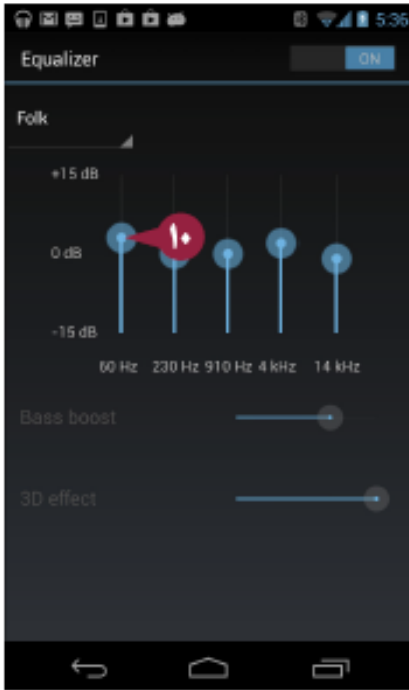 5:36
Equalizer ON
Folk
+15 dB
۱۰
0 dB
-15 dB
60 Hz 230 Hz 910 Hz 4 kHz 14 kHz
Bass boost
3D effect